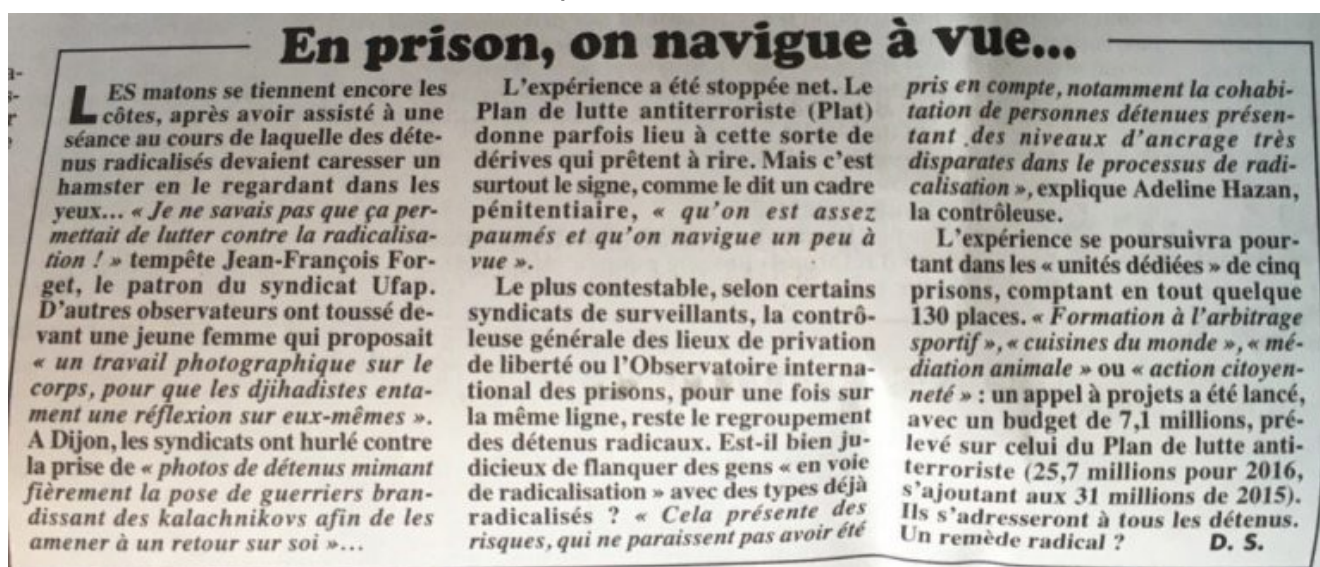 En prison, on navigue à vue...
LES matons se tiennent encore les
côtes, après avoir assisté à une
séance au cours de laquelle des déte-
nus radicalisés devaient caresser un
hamster en le regardant dans les
yeux... « Je ne savais pas que ça per-
mettait de lutter contre la radicalisa-
tion ! » tempête Jean-François For-
get, le patron du syndicat Ufap.
D'autres observateurs ont toussé de-
vant une jeune femme qui proposait
« un travail photographique sur le
corps, pour que les djihadistes enta-
ment une réflexion sur eux-mêmes ».
A Dijon, les syndicats ont hurlé contre
la prise de « photos de détenus mimant
fièrement la pose de guerriers bran-
dissant des kalachnikovs afin de les
amener à un retour sur soi »...
L'expérience a été stoppée net. Le
Plan de lutte antiterroriste (Plat)
donne parfois lieu à cette sorte de
dérives qui prêtent à rire. Mais c'est
surtout le signe, comme le dit un cadre
pénitentiaire, « qu'on est assez
paumés et qu'on navigue un peu à
vue ».
Le plus contestable, selon certains
syndicats de surveillants, la contrô-
leuse générale des lieux de privation
de liberté ou l'Observatoire interna-
tional des prisons, pour une fois sur
la même ligne, reste le regroupement
des détenus radicaux. Est-il bien ju-
dicieux de flanquer des gens « en voie
de radicalisation » avec des types déjà
radicalisés ? « Cela présente des
risques, qui ne paraissent pas avoir été
pris en compte, notamment la cohabi-
tation de personnes détenues présen-
tant des niveaux d'ancrage très
disparates dans le processus de radi-
calisation », explique Adeline Hazan,
la contrôleuse.
L'expérience se poursuivra pour-
tant dans les « unités dédiées » de cinq
prisons, comptant en tout quelque
130 places. « Formation à l'arbitrage
sportif », « cuisines du monde », « mé-
diation animale » ou « action citoyen-
neté » : un appel à projets a été lancé,
avec un budget de 7,1 millions, pré-
levé sur celui du Plan de lutte anti-
terroriste (25,7 millions pour 2016,
s'ajoutant aux 31 millions de 2015).
Ils s'adresseront à tous les détenus.
Un remède radical ? D. S.